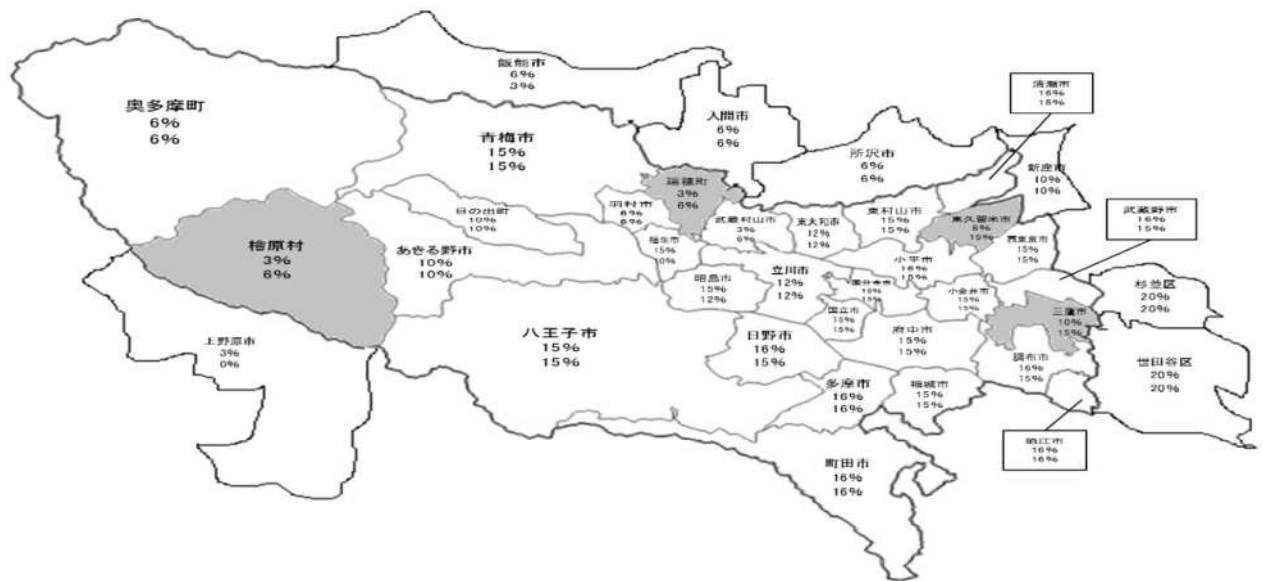 飯能市
6%
3%
奥多摩町
6%
6%
清瀬市
16%
15%
入間市
6%
6%
青梅市
15%
15%
所沢市
6%
6%
新座市
10%
10%
瑞穂町
3%
6%
羽村市
6%
6%
日の出町
10%
10%
武蔵村山市
3%
6%
東大和市
12%
12%
東村山市
15%
15%
東久留米市
6%
15%
武蔵野市
16%
15%
西東京市
15%
15%
檜原村
3%
6%
あきる野市
10%
10%
福生市
15%
10%
小平市
16%
15%
昭島市
15%
12%
立川市
12%
12%
国分寺市
15%
小金井市
15%
15%
杉並区
20%
20%
国立市
15%
15%
三鷹市
10%
15%
八王子市
15%
15%
日野市
16%
15%
府中市
15%
15%
調布市
16%
15%
上野原市
3%
0%
世田谷区
20%
20%
多摩市
16%
16%
稲城市
15%
15%
狛江市
16%
16%
町田市
16%
16%